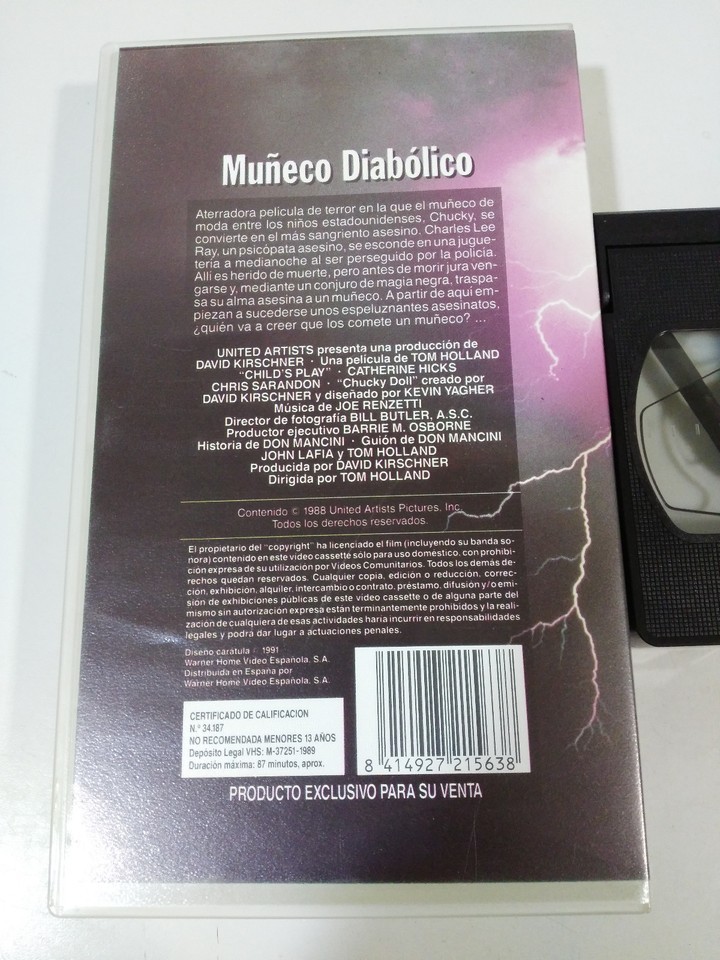 Muñeco Diabólico
Aterradora película de terror en la que el muñeco de
moda entre los niños estadounidenses, Chucky, se
convierte en el más sangriento asesino. Charles Lee
Ray, un psicópata asesino, se esconde en una jugue-
tería a medianoche al ser perseguido por la policía.
Allí es herido de muerte, pero antes de morir jura ven-
garse y, mediante un conjuro de magia negra, traspa-
sa su alma asesina a un muñeco. A partir de aquí em-
piezan a sucederse unos espeluznantes asesinatos,
¿quién va a creer que los comete un muñeco? ...
UNITED ARTISTS presenta una producción de
DAVID KIRSCHNER · Una película de TOM HOLLAND
"CHILD'S PLAY" · CATHERINE HICKS
CHRIS SARANDON · "Chucky Doll" creado por
DAVID KIRSCHNER y diseñado por KEVIN YAGHER
Música de JOE RENZETTI
Director de fotografía BILL BUTLER, A.S.C.
Productor ejecutivo BARRIE M. OSBORNE
Historia de DON MANCINI · Guión de DON MANCINI
JOHN LAFIA y TOM HOLLAND
Producida por DAVID KIRSCHNER
Dirigida por TOM HOLLAND
Contenido © 1988 United Artists Pictures, Inc.
Todos los derechos reservados.
El propietario del "copyright" ha licenciado el film (incluyendo su banda so-
nora) contenido en este video cassette sólo para uso doméstico, con prohibi-
ción expresa de su utilización por Videos Comunitarios. Todos los demás de-
rechos quedan reservados. Cualquier copia, edición o reducción, correc-
ción, exhibición, alquiler, intercambio o contrato, préstamo, difusión y/o emi-
sión de exhibiciones públicas de este video cassette o de alguna parte del
mismo sin autorización expresa están terminantemente prohibidos y la reali-
zación de cualquiera de esas actividades haría incurrir en responsabilidades
legales y podrá dar lugar a actuaciones penales.
Diseño carátula © 1991
Warner Home Video Española, S.A.
Distribuida en España por
Warner Home Video Española, S.A.
CERTIFICADO DE CALIFICACION
N.º 34.187
NO RECOMENDADA MENORES 13 AÑOS
Depósito Legal VHS: M-37251-1989
Duración máxima: 87 minutos, aprox.
8 414927 215638
PRODUCTO EXCLUSIVO PARA SU VENTA